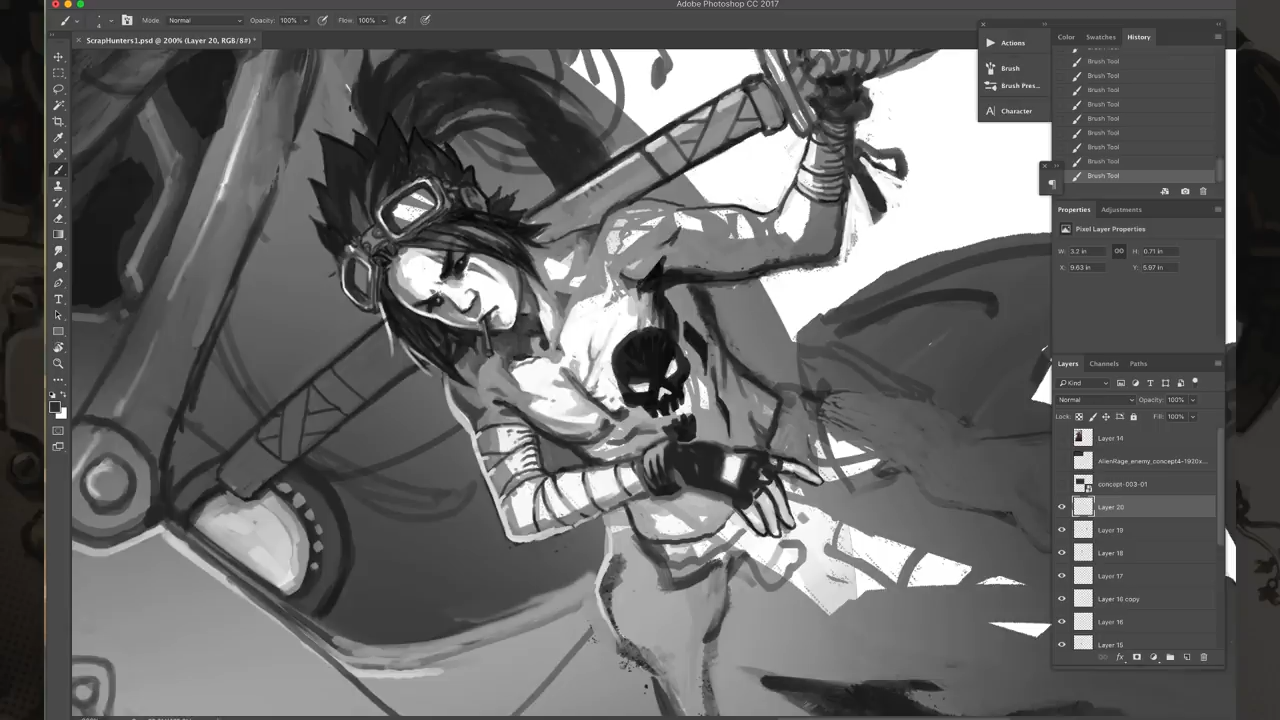 Adobe Photoshop CC 2017
Mode Normal Opacity: 100% Flow: 100%
× ScrapHunters1.psd @ 200% (Layer 20, RGB/8#) *
Actions
Brush
Brush Pres...
Character
Color Swatches History
Brush Tool
Brush Tool
Brush Tool
Brush Tool
Brush Tool
Brush Tool
Brush Tool
Brush Tool
Brush Tool
Properties Adjustments
Pixel Layer Properties
W: 3.2 in H: 0.71 in
X: 9.63 in Y: 5.97 in
Layers Channels Paths
Kind
Normal Opacity: 100%
Lock: Fill: 100%
Layer 14
AlienRage_enemy_concept4-1920x...
concept-003-01
Layer 20
Layer 19
Layer 18
Layer 17
Layer 16 copy
Layer 16
Layer 15